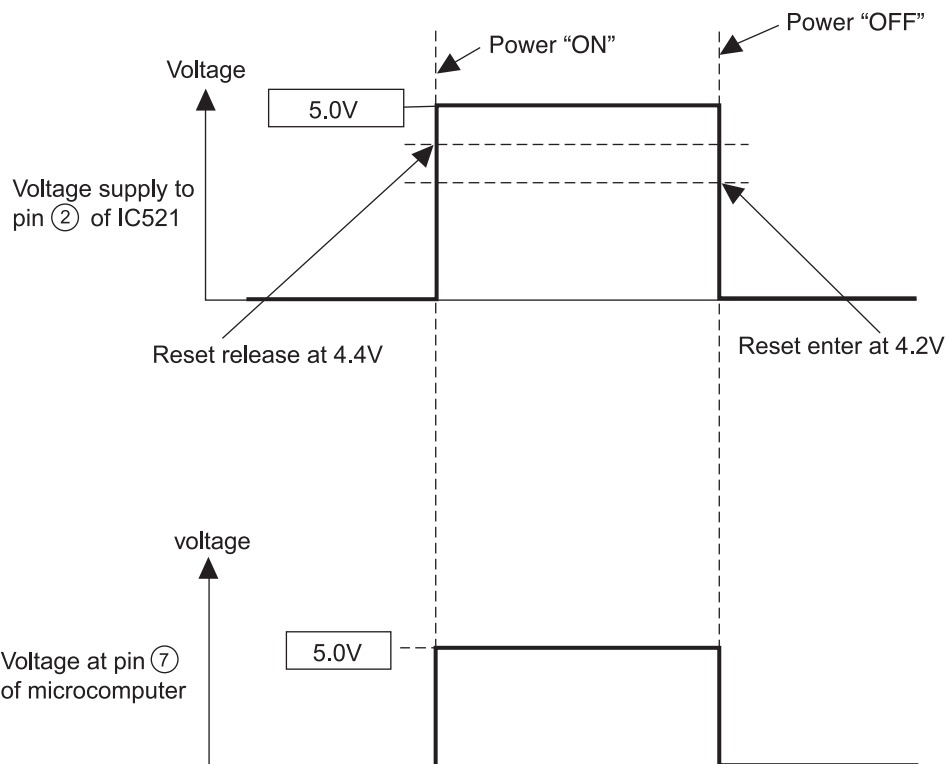 Power “OFF”
Power “ON”
Voltage
5.0V
Voltage supply to
pin ② of IC521
Reset release at 4.4V
Reset enter at 4.2V
voltage
5.0V
Voltage at pin ⑦
of microcomputer